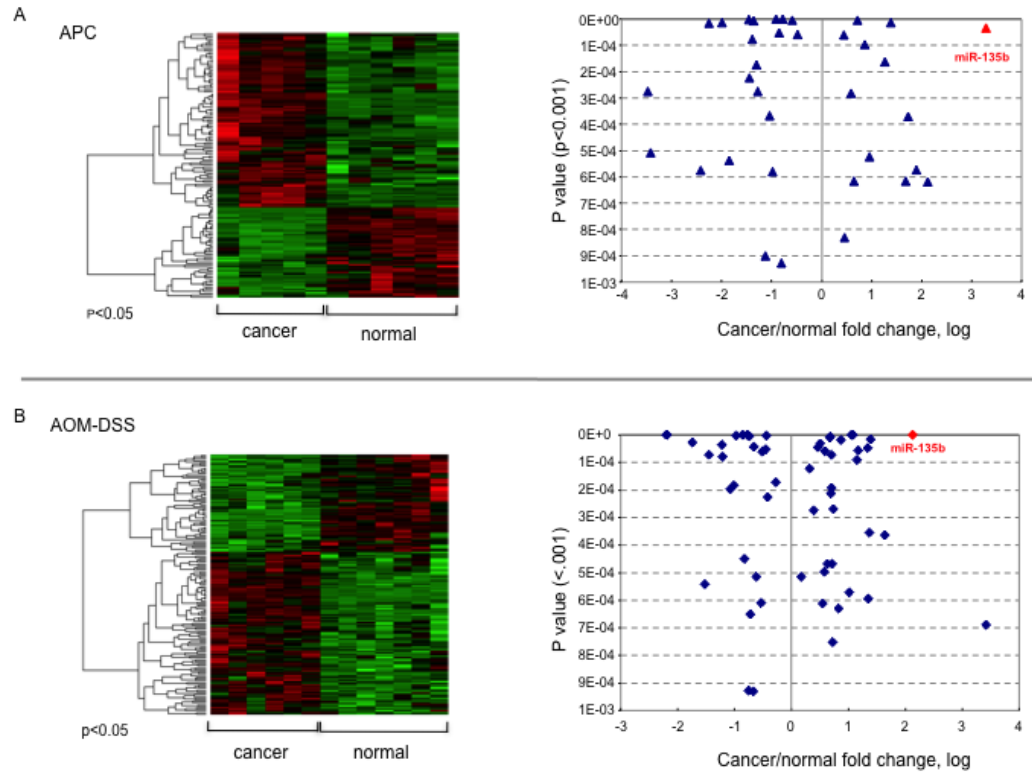 A
APC
P<0.05
cancer
normal
P value (p<0.001)
0E+00
1E-04
2E-04
3E-04
4E-04
5E-04
6E-04
7E-04
8E-04
9E-04
1E-03
miR-135b
-4 -3 -2 -1 0 1 2 3 4
Cancer/normal fold change, log
B
AOM-DSS
p<0.05
cancer
normal
P value (<.001)
0E+0
1E-04
2E-04
3E-04
4E-04
5E-04
6E-04
7E-04
8E-04
9E-04
1E-03
miR-135b
-3 -2 -1 0 1 2 3 4
Cancer/normal fold change, log